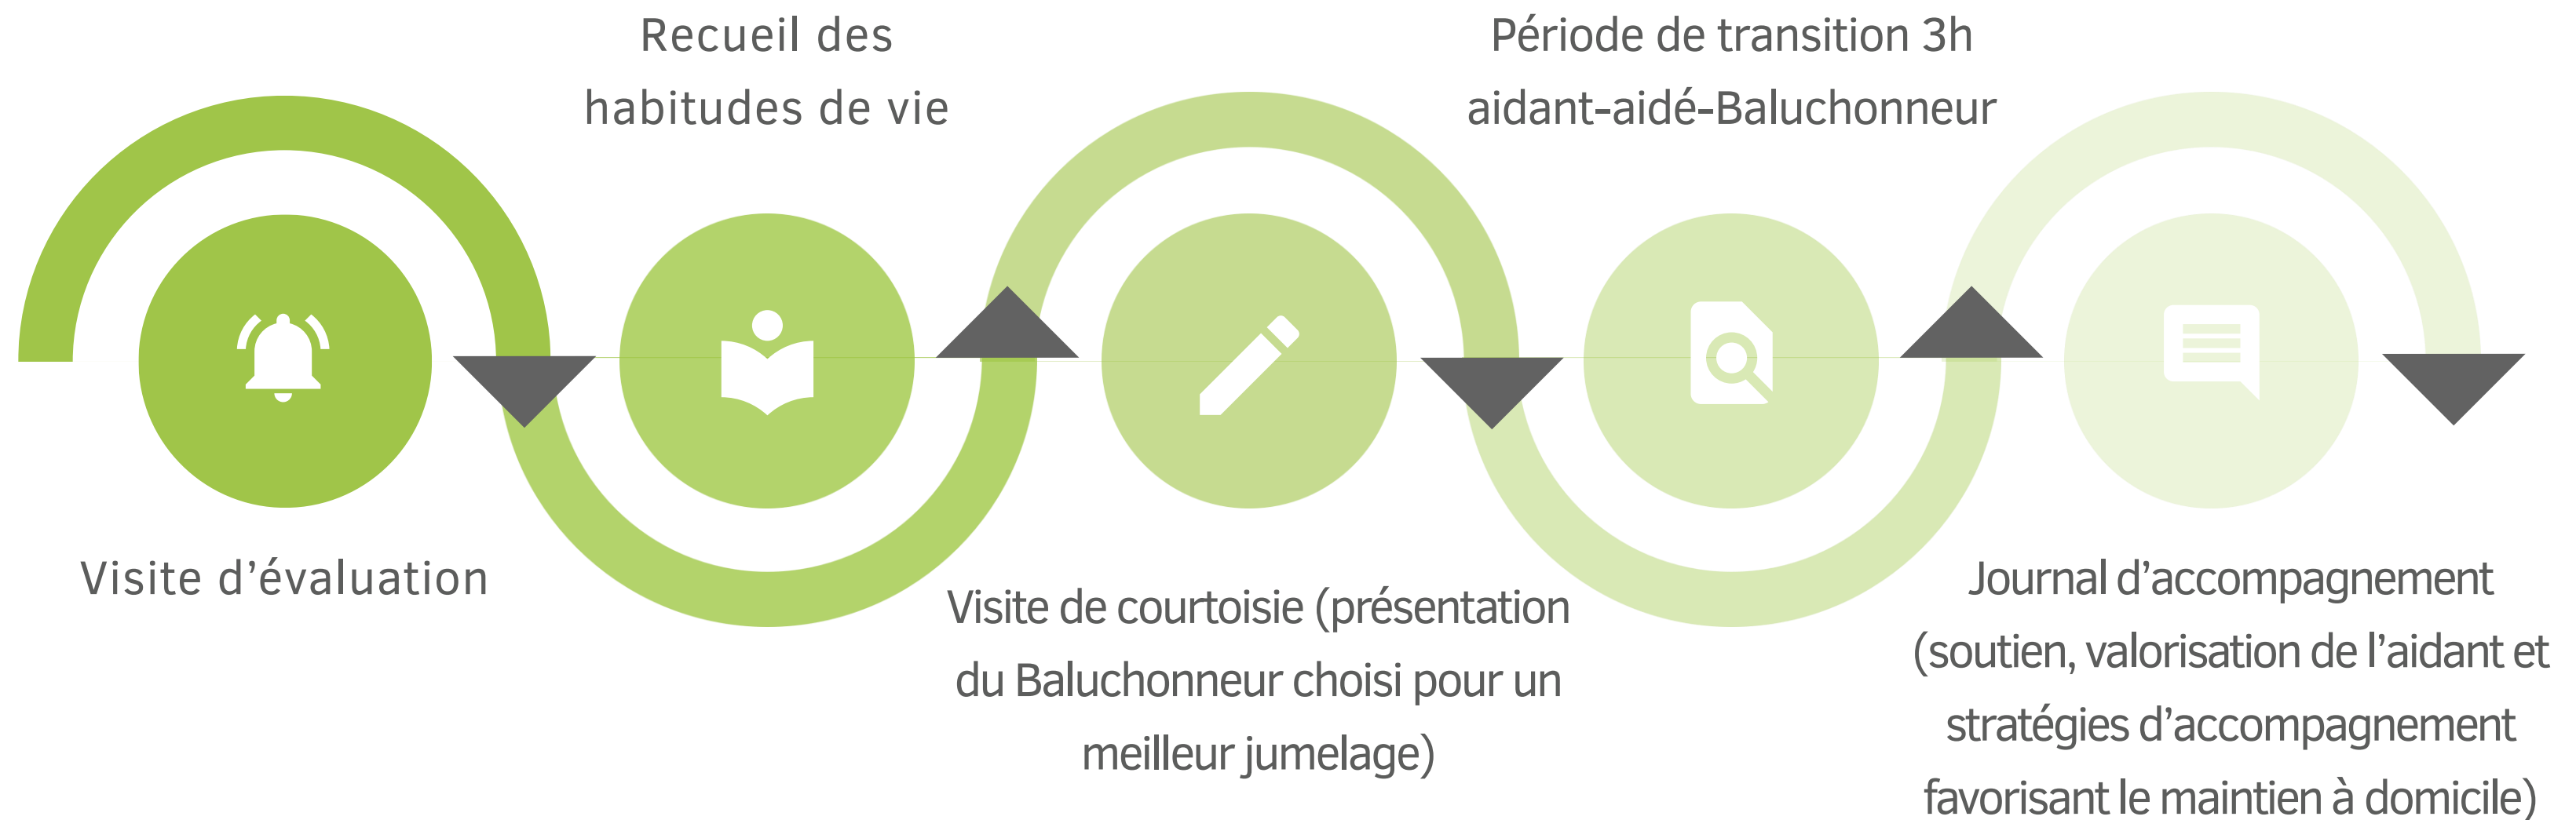 Visite d’évaluation
Recueil des
habitudes de vie
Visite de courtoisie (présentation
du Baluchonneur choisi pour un
meilleur jumelage)
Période de transition 3h
aidant-aidé-Baluchonneur
Journal d’accompagnement
(soutien, valorisation de l’aidant et
stratégies d’accompagnement
favorisant le maintien à domicile)